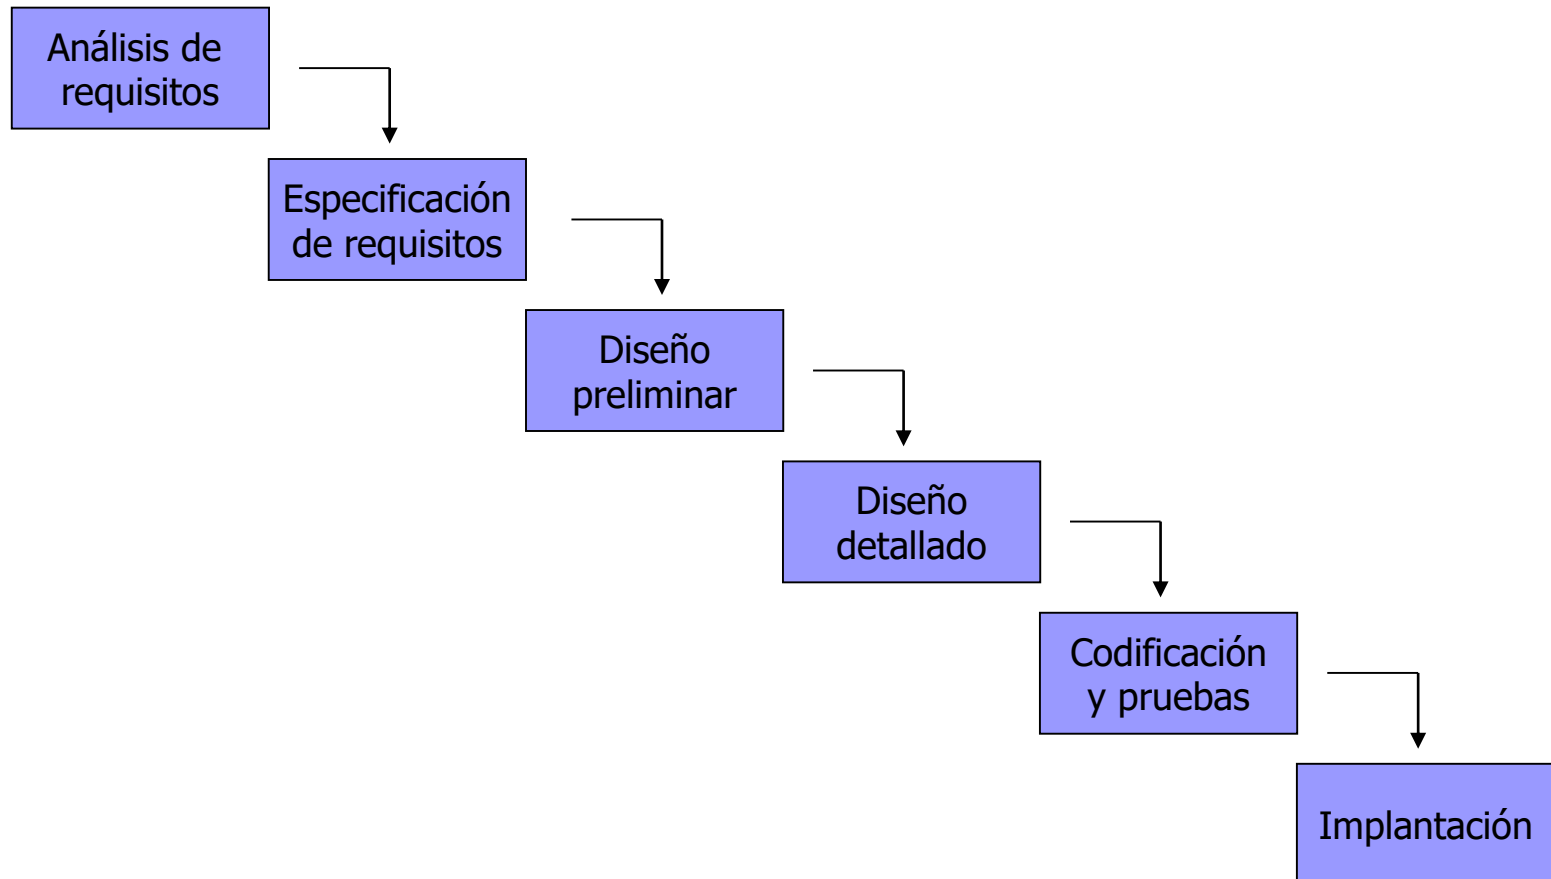 Análisis de
requisitos
Especificación
de requisitos
Diseño
preliminar
Diseño
detallado
Codificación
y pruebas
Implantación